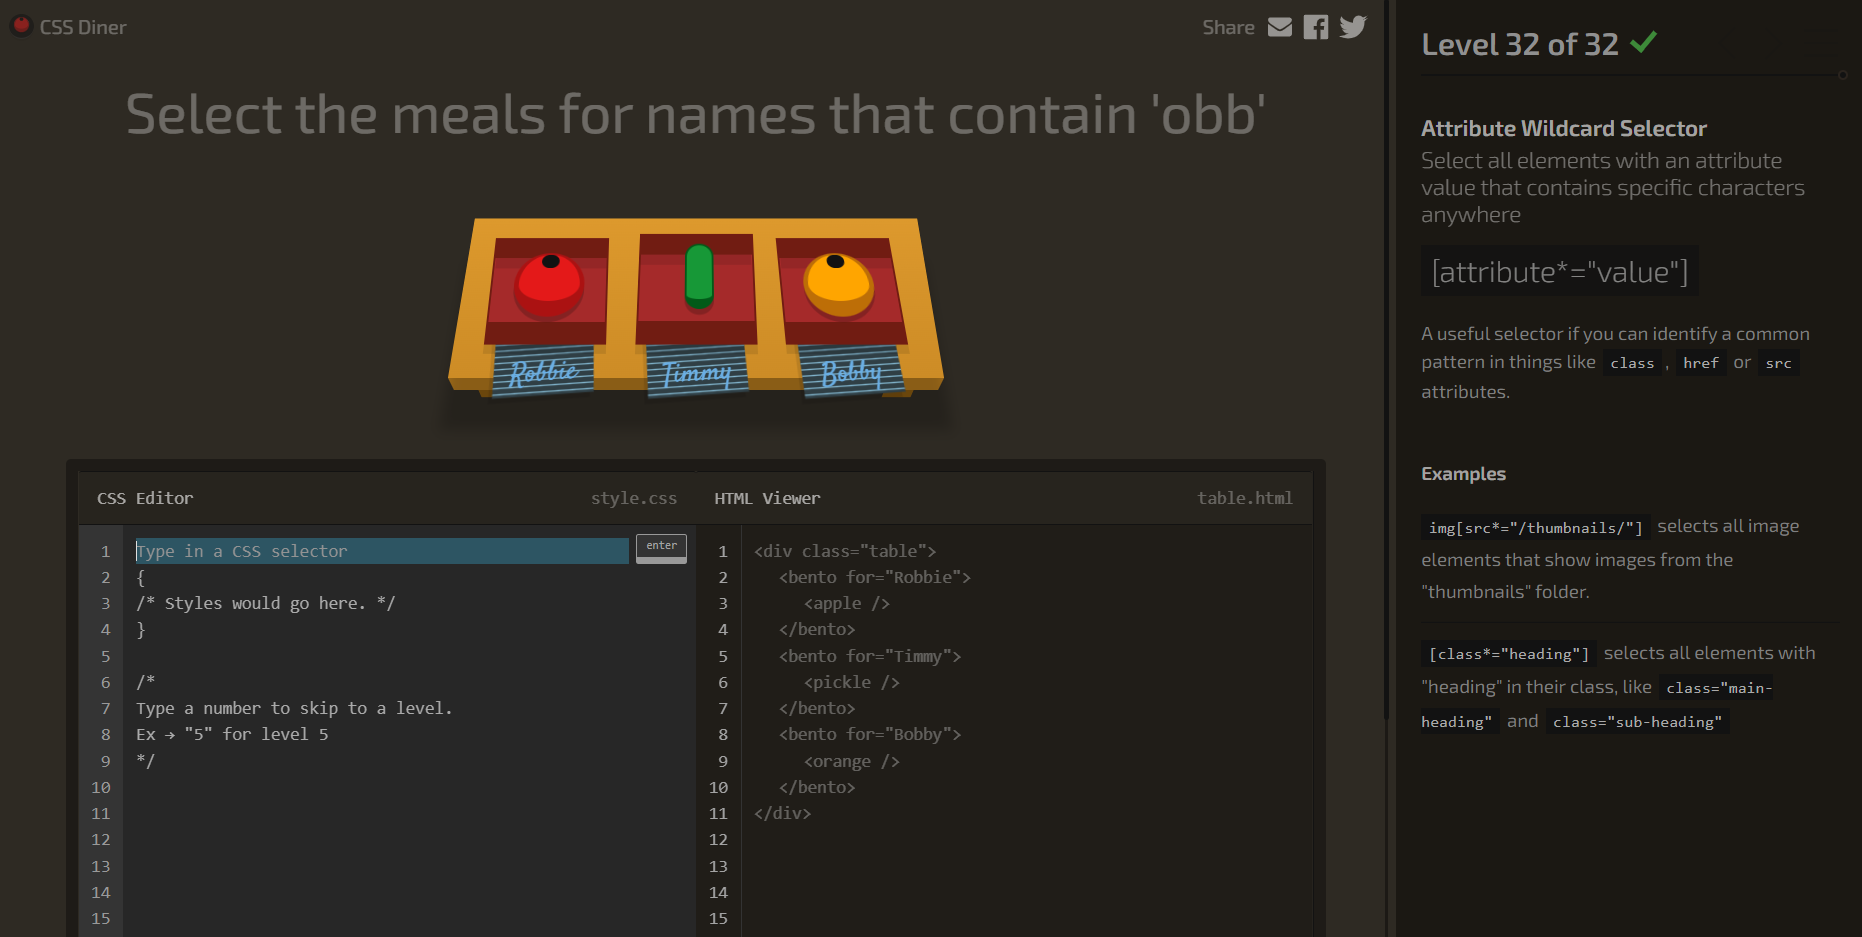 CSS Diner
Share
Select the meals for names that contain 'obb'
Robbie
Timmy
Bobby
CSS Editor
style.css
1 Type in a CSS selector
enter
2 {
3 /* Styles would go here. */
4 }
5
6 /*
7 Type a number to skip to a level.
8 Ex → "5" for level 5
9 */
10
11
12
13
14
15
HTML Viewer
table.html
1 <div class="table">
2 <bento for="Robbie">
3 <apple />
4 </bento>
5 <bento for="Timmy">
6 <pickle />
7 </bento>
8 <bento for="Bobby">
9 <orange />
10 </bento>
11 </div>
12
13
14
15
Level 32 of 32
Attribute Wildcard Selector
Select all elements with an attribute
value that contains specific characters
anywhere
[attribute*="value"]
A useful selector if you can identify a common
pattern in things like class , href or src
attributes.
Examples
img[src*="/thumbnails/"] selects all image
elements that show images from the
"thumbnails" folder.
[class*="heading"] selects all elements with
"heading" in their class, like class="main-
heading" and class="sub-heading"